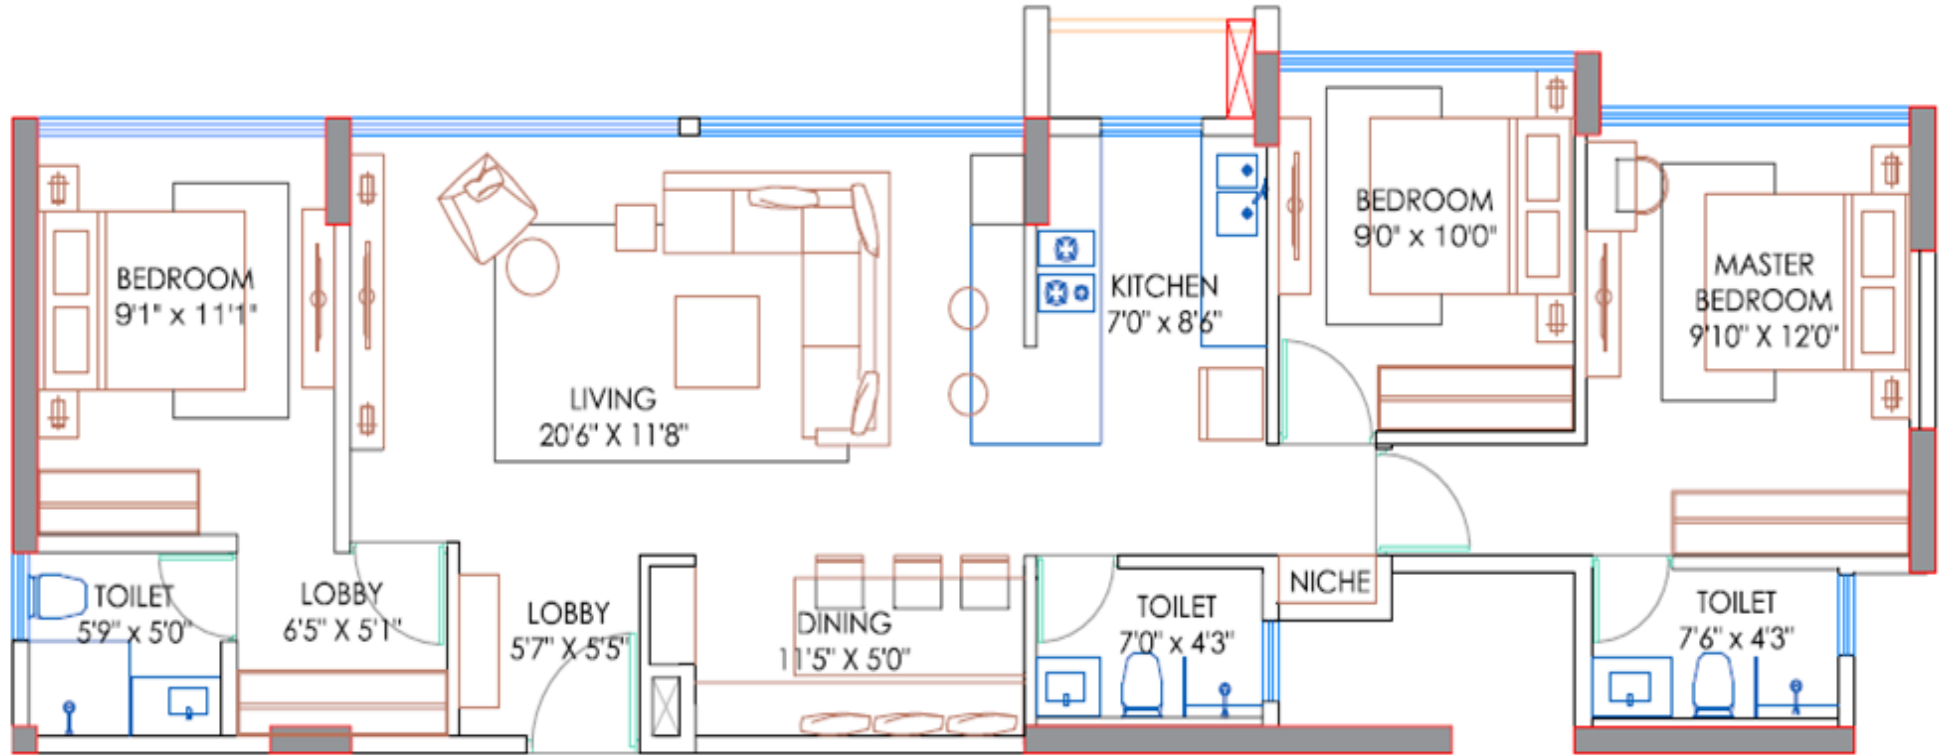 BEDROOM
9'1" x 11'1"
LIVING
20'6" X 11'8"
KITCHEN
7'0" x 8'6"
BEDROOM
9'0" x 10'0"
MASTER
BEDROOM
9'10" X 12'0"
TOILET
5'9" x 5'0"
LOBBY
6'5" X 5'1"
LOBBY
5'7" X 5'5"
DINING
11'5" X 5'0"
TOILET
7'0" x 4'3"
NICHE
TOILET
7'6" x 4'3"